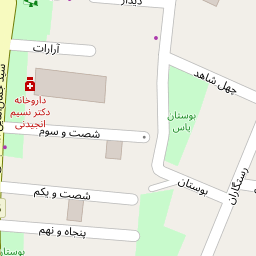 دیدار
آرارات
چهل شاهد
داروخانه
دکتر نسیم
انجیدنی
شصت و سوم
بوستان
یاس
رستگاران
بوستان
شصت و یکم
پنجاه و نهم